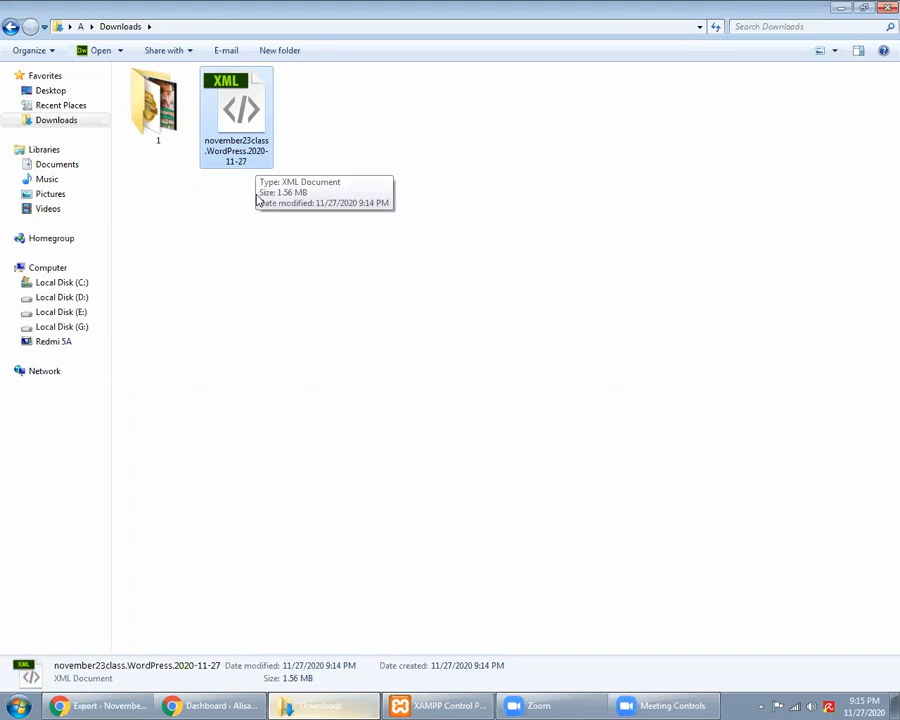 A
Downloads
Search Downloads
Organize
Dw
Open
Share with
E-mail
New folder
Favorites
Desktop
Recent Places
Downloads
Libraries
Documents
Music
Pictures
Videos
Homegroup
Computer
Local Disk (C:)
Local Disk (D:)
Local Disk (E:)
Local Disk (G:)
Redmi 5A
Network
1
XML
november23class
.WordPress.2020-
11-27
Type: XML Document
Size: 1.56 MB
Date modified: 11/27/2020 9:14 PM
XML
november23class.WordPress.2020-11-27
Date modified: 11/27/2020 9:14 PM
Date created: 11/27/2020 9:14 PM
XML Document
Size: 1.56 MB
Export - Novembe...
Dashboard - Alisa...
Downloads
XAMPP Control P...
Zoom
Meeting Controls
9:15 PM
11/27/2020